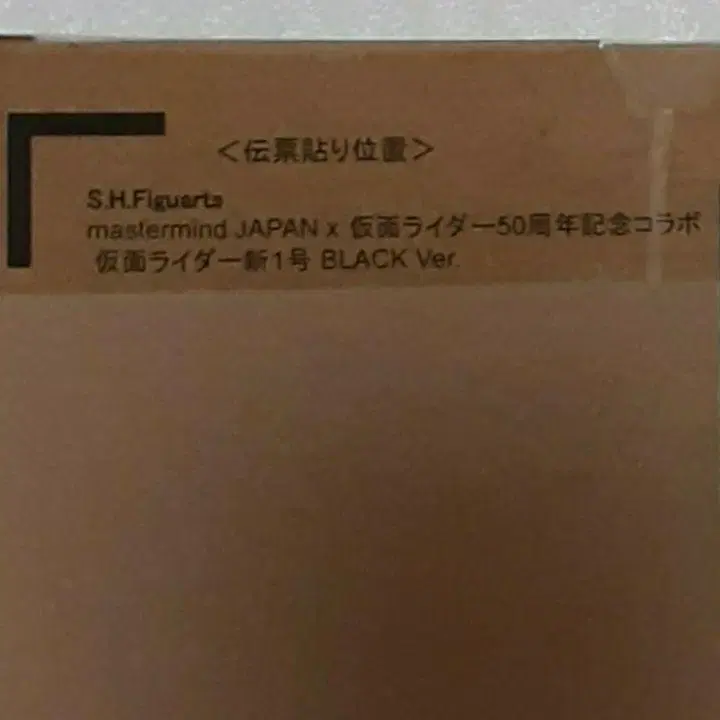 ＜伝票貼り位置＞
S.H.Figuarts
mastermind JAPAN x 仮面ライダー50周年記念コラボ
仮面ライダー新1号 BLACK Ver.